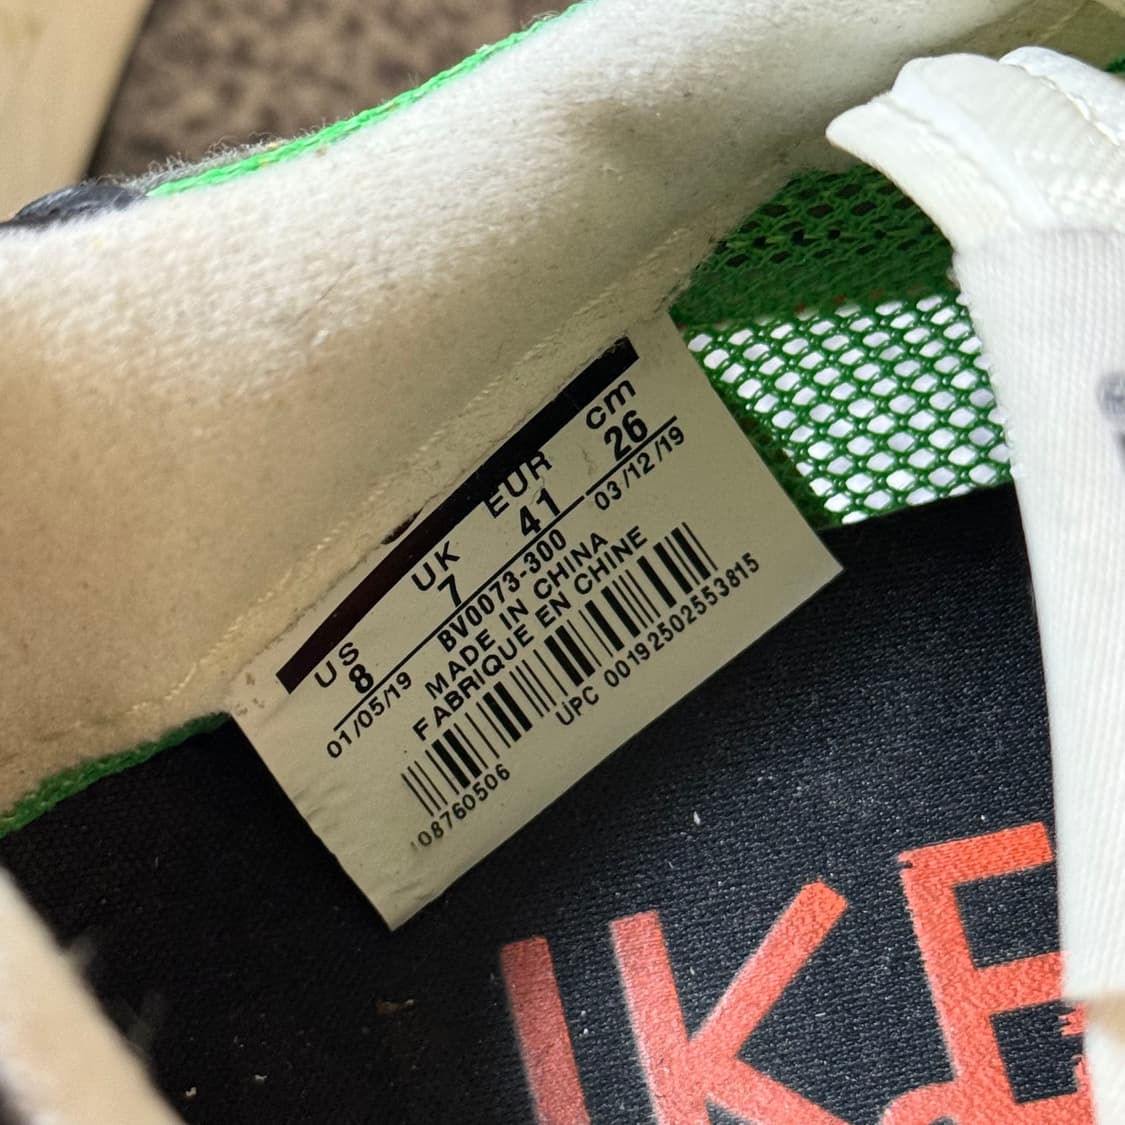 US UK EUR cm
8 7 41 26
01/05/19 BV0073-300 03/12/19
MADE IN CHINA
FABRIQUE EN CHINE
UPC 00192502553815
08760506
IKE